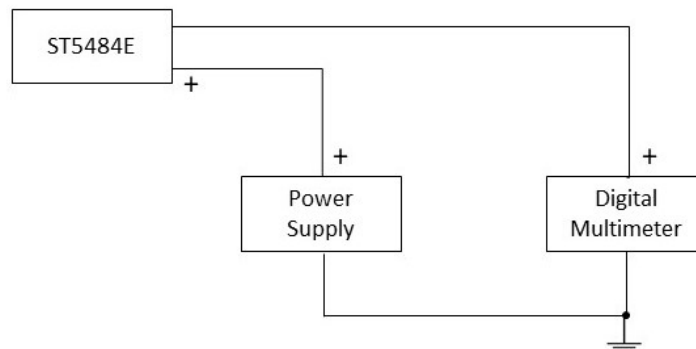 ST5484E
+
+
+
Power
Supply
Digital
Multimeter